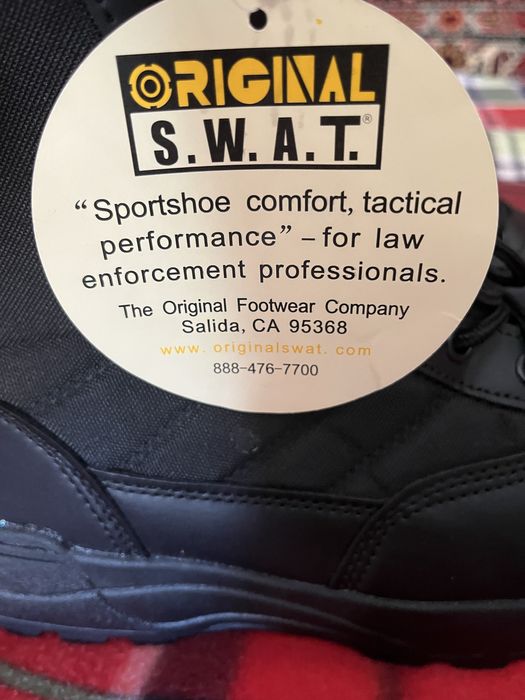 ORIGINAL
S.W.A.T.®
“Sportshoe comfort, tactical
performance” – for law
enforcement professionals.
The Original Footwear Company
Salida, CA 95368
www. originalswat. com
888-476-7700